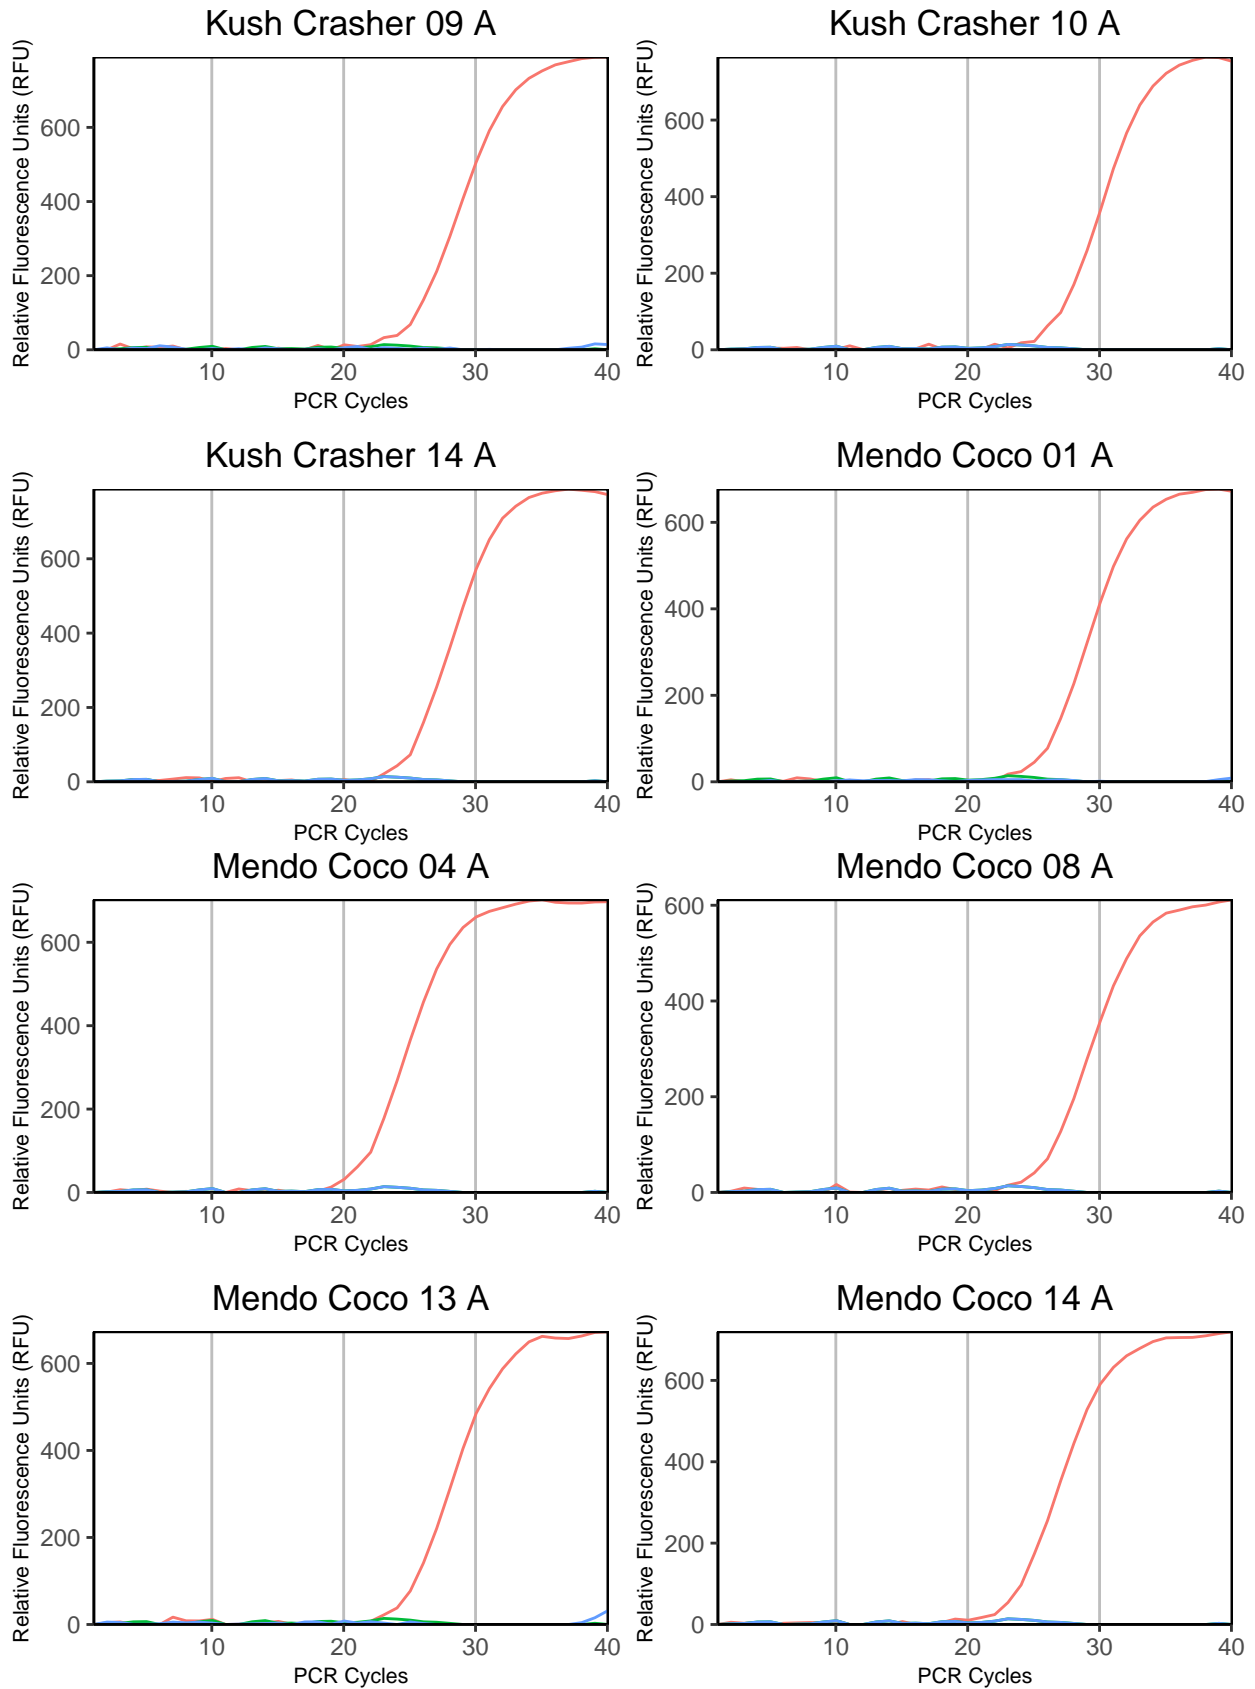 Kush Crasher 09 A
Relative Fluorescence Units (RFU)
600
400
200
0
10 20 30 40
PCR Cycles
Kush Crasher 10 A
Relative Fluorescence Units (RFU)
600
400
200
0
10 20 30 40
PCR Cycles
Kush Crasher 14 A
Relative Fluorescence Units (RFU)
600
400
200
0
10 20 30 40
PCR Cycles
Mendo Coco 01 A
Relative Fluorescence Units (RFU)
600
400
200
0
10 20 30 40
PCR Cycles
Mendo Coco 04 A
Relative Fluorescence Units (RFU)
600
400
200
0
10 20 30 40
PCR Cycles
Mendo Coco 08 A
Relative Fluorescence Units (RFU)
600
400
200
0
10 20 30 40
PCR Cycles
Mendo Coco 13 A
Relative Fluorescence Units (RFU)
600
400
200
0
10 20 30 40
PCR Cycles
Mendo Coco 14 A
Relative Fluorescence Units (RFU)
600
400
200
0
10 20 30 40
PCR Cycles